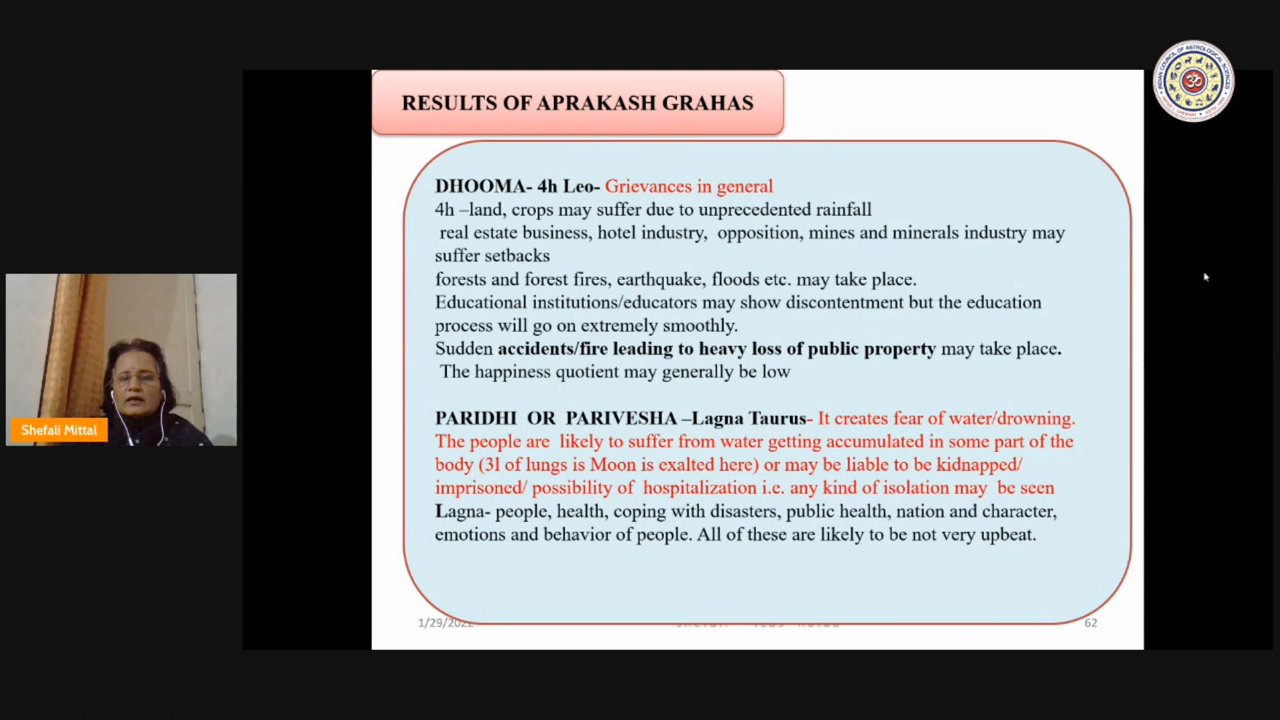 RESULTS OF APRAKASH GRAHAS
DHOOMA- 4h Leo- Grievances in general
4h –land, crops may suffer due to unprecedented rainfall
real estate business, hotel industry, opposition, mines and minerals industry may
suffer setbacks
forests and forest fires, earthquake, floods etc. may take place.
Educational institutions/educators may show discontentment but the education
process will go on extremely smoothly.
Sudden accidents/fire leading to heavy loss of public property may take place.
The happiness quotient may generally be low
PARIDHI OR PARIVESHA –Lagna Taurus- It creates fear of water/drowning.
The people are likely to suffer from water getting accumulated in some part of the
body (3l of lungs is Moon is exalted here) or may be liable to be kidnapped/
imprisoned/ possibility of hospitalization i.e. any kind of isolation may be seen
Lagna- people, health, coping with disasters, public health, nation and character,
emotions and behavior of people. All of these are likely to be not very upbeat.
1/29/2022
62
Shefali Mittal
INDIAN COUNCIL OF ASTROLOGICAL SCIENCES